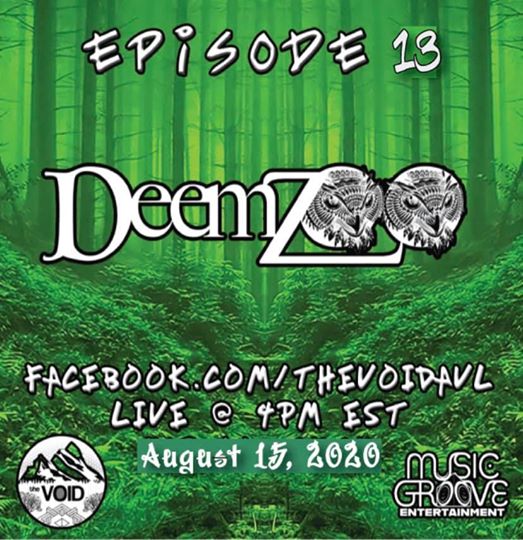 EPISODE 13
DeemZOO
FACEBOOK.COM/THEVOIDAVL
LIVE @ 4PM EST
August 15, 2020
the VOID
MUSIC
GROOVE
ENTERTAINMENT